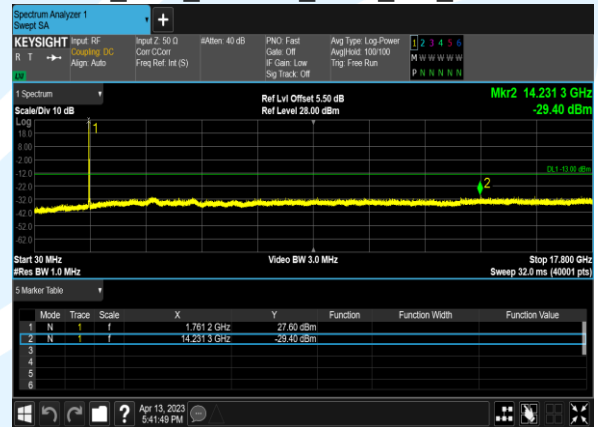 Spectrum Analyzer 1
Swept SA
KEYSIGHT
R T
LV
Input: RF
Coupling: DC
Align: Auto
Input Z: 50 Ω
Corr CCorr
Freq Ref: Int (S)
#Atten: 40 dB
PNO: Fast
Gate: Off
IF Gain: Low
Sig Track: Off
Avg Type: Log-Power
Avg|Hold: 100/100
Trig: Free Run
1 2 3 4 5 6
M W W W W W
P N N N N N
1 Spectrum
Scale/Div 10 dB
Ref Lvl Offset 5.50 dB
Ref Level 28.00 dBm
Mkr2 14.231 3 GHz
-29.40 dBm
Log
18.0
8.00
-2.00
-12.0
-22.0
-32.0
-42.0
-52.0
-62.0
1
DL1 -13.00 dBm
2
Start 30 MHz
#Res BW 1.0 MHz
Video BW 3.0 MHz
Stop 17.800 GHz
Sweep 32.0 ms (40001 pts)
5 Marker Table
Mode Trace Scale X Y Function Function Width Function Value
1 N 1 f 1.761 2 GHz 27.60 dBm
2 N 1 f 14.231 3 GHz -29.40 dBm
3
4
5
6
? Apr 13, 2023
5:41:49 PM